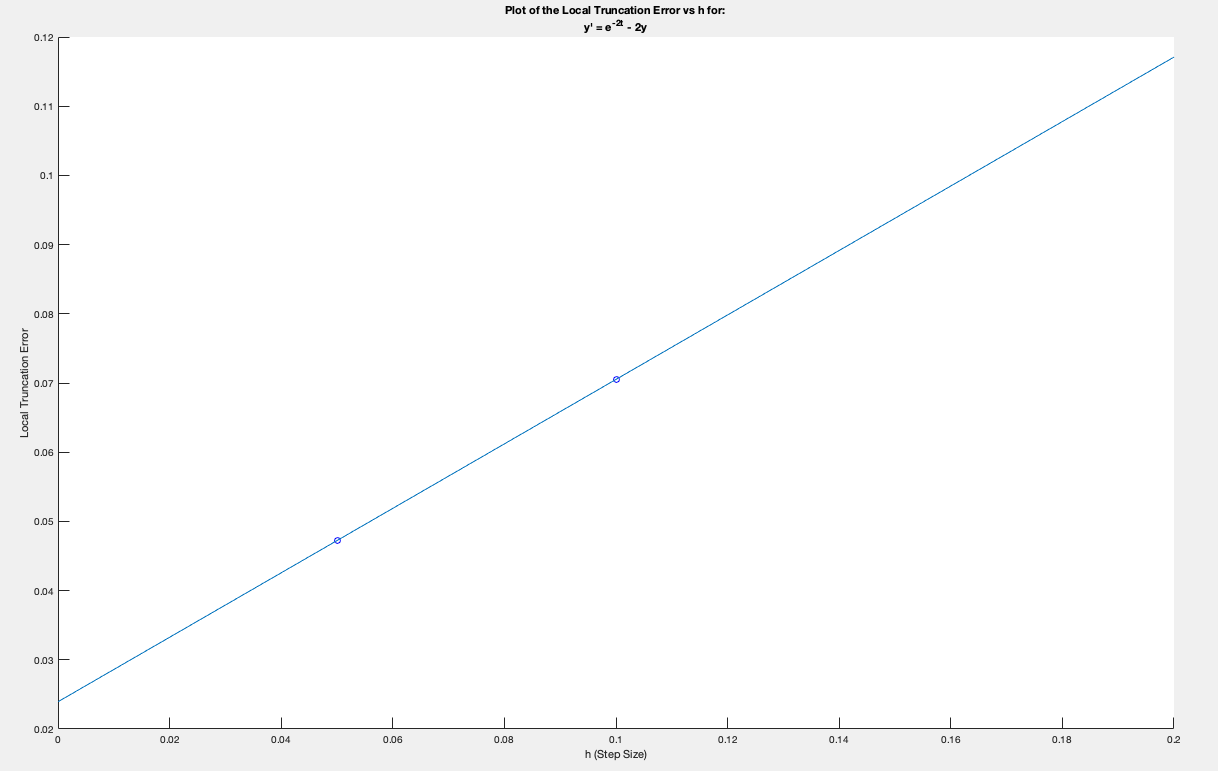 Plot of the Local Truncation Error vs h for:
y' = e^-2t - 2y
0.12
0.11
0.1
0.09
0.08
0.07
0.06
0.05
0.04
0.03
0.02
Local Truncation Error
0 0.02 0.04 0.06 0.08 0.1 0.12 0.14 0.16 0.18 0.2
h (Step Size)